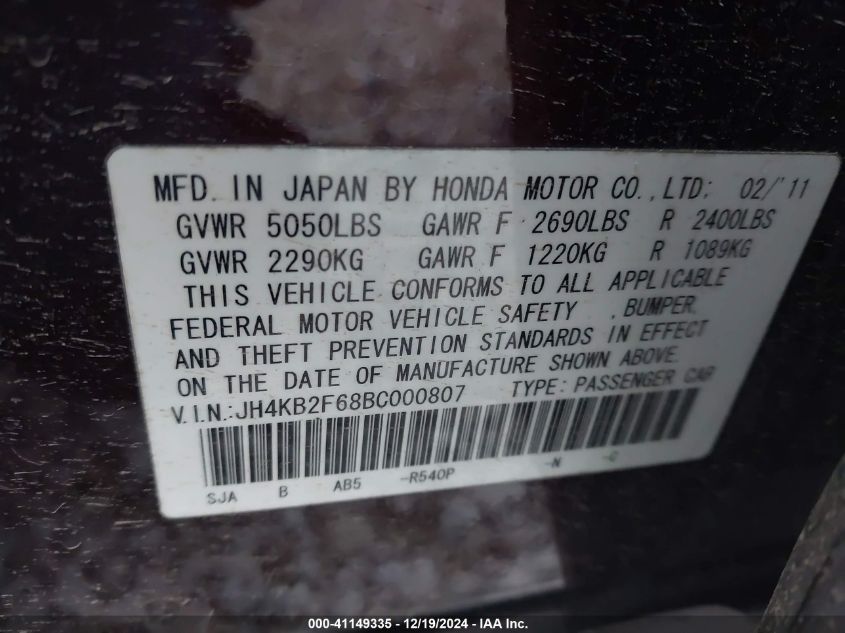 MFD. IN JAPAN BY HONDA MOTOR CO.,LTD: 02/'11
GVWR 5050LBS GAWR F 2690LBS R 2400LBS
GVWR 2290KG GAWR F 1220KG R 1089KG
THIS VEHICLE CONFORMS TO ALL APPLICABLE
FEDERAL MOTOR VEHICLE SAFETY , BUMPER,
AND THEFT PREVENTION STANDARDS IN EFFECT
ON THE DATE OF MANUFACTURE SHOWN ABOVE.
V.I.N.:JH4KB2F68BC000807 TYPE: PASSENGER CAR
SJA B AB5 -R540P -N -C
000-41149335 - 12/19/2024 - IAA Inc.